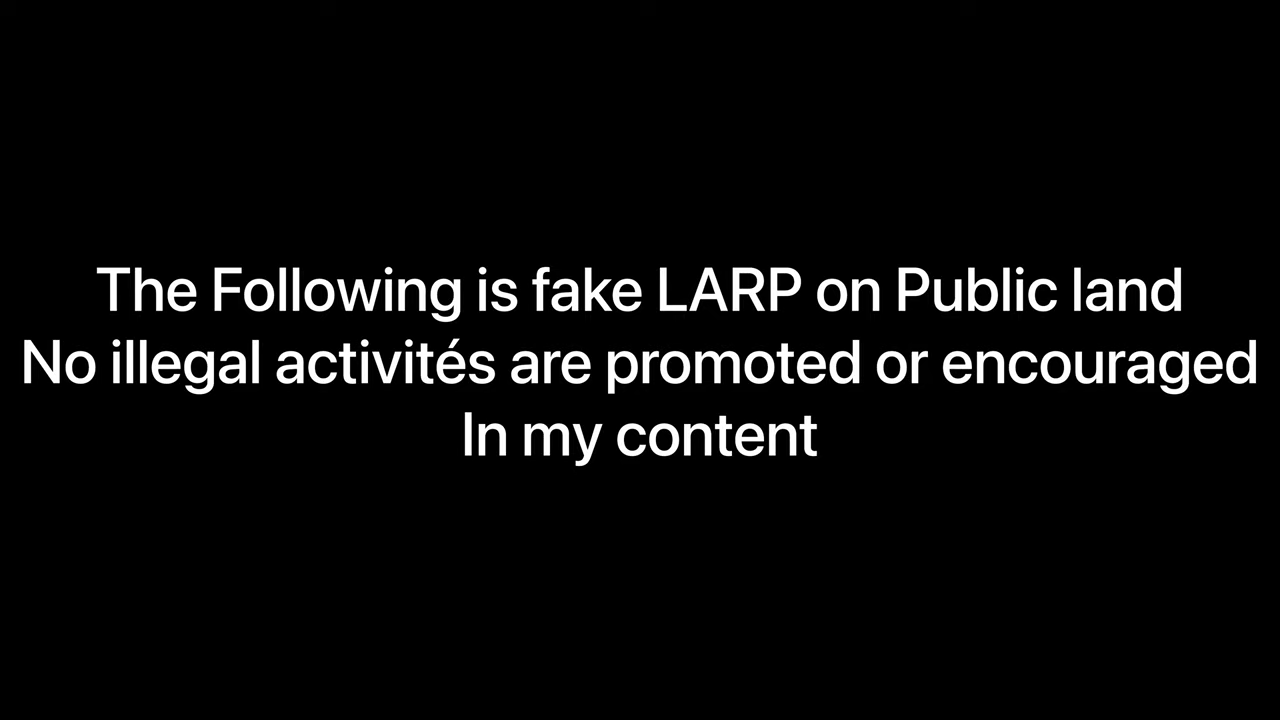 The Following is fake LARP on Public land
No illegal activités are promoted or encouraged
In my content